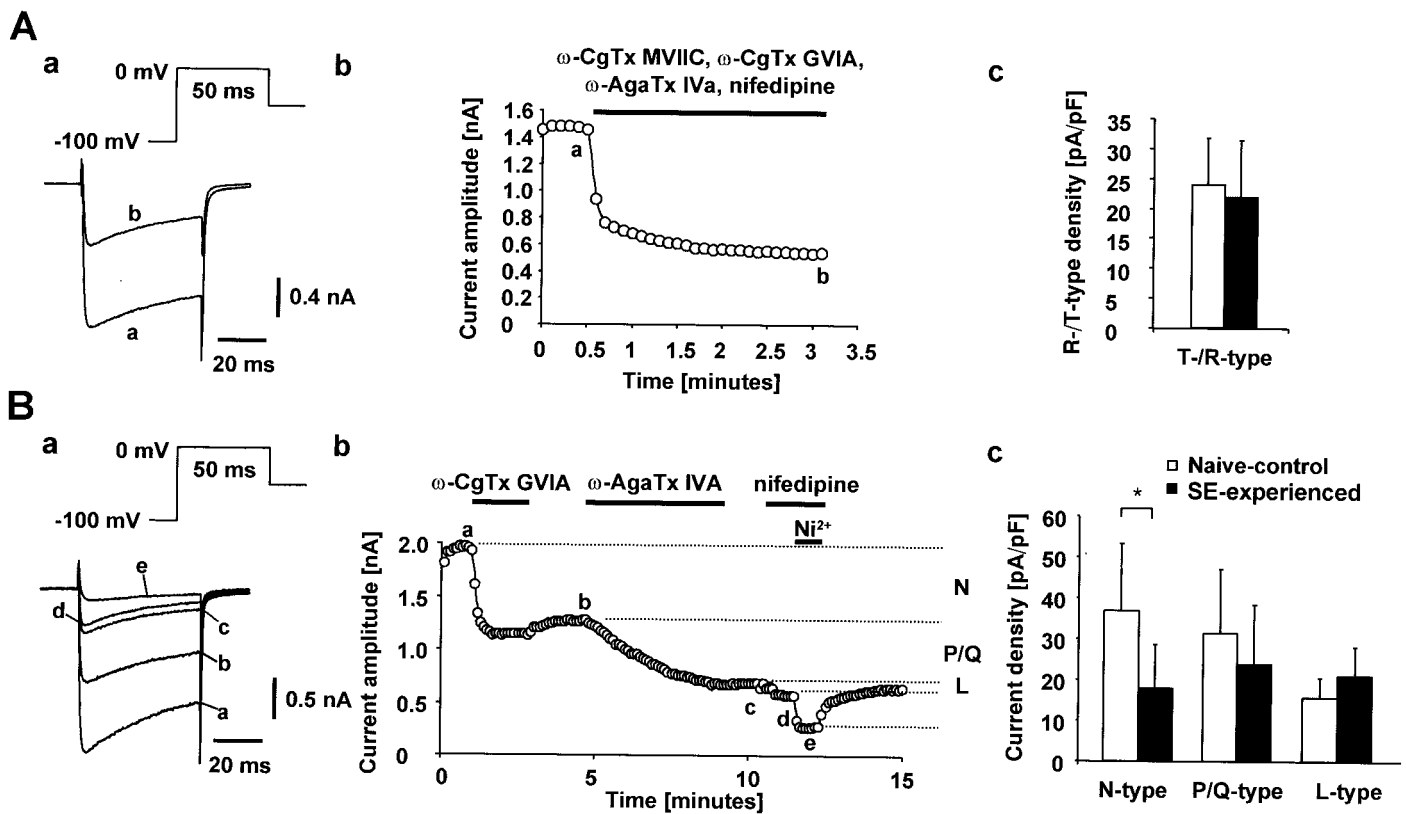 A
a
0 mV
50 ms
-100 mV
b
a
0.4 nA
20 ms
b
ω-CgTx MVIIC, ω-CgTx GVIA,
ω-AgaTx IVa, nifedipine
Current amplitude [nA]
1.6
1.4
1.2
1.0
0.8
0.6
0.4
0.2
0
a
b
0 0.5 1 1.5 2 2.5 3 3.5
Time [minutes]
c
R-/T-type density [pA/pF]
35
30
25
20
15
10
5
0
T-/R-type
B
a
0 mV
50 ms
-100 mV
e
d
c
b
a
0.5 nA
20 ms
b
ω-CgTx GVIA ω-AgaTx IVA nifedipine
Ni2+
Current amplitude [nA]
2.0
1.5
1.0
0.5
0
a
b
c
d
e
N
P/Q
L
0 5 10 15
Time [minutes]
c
Naive-control
SE-experienced
*
Current density [pA/pF]
60
50
40
30
20
10
0
N-type P/Q-type L-type